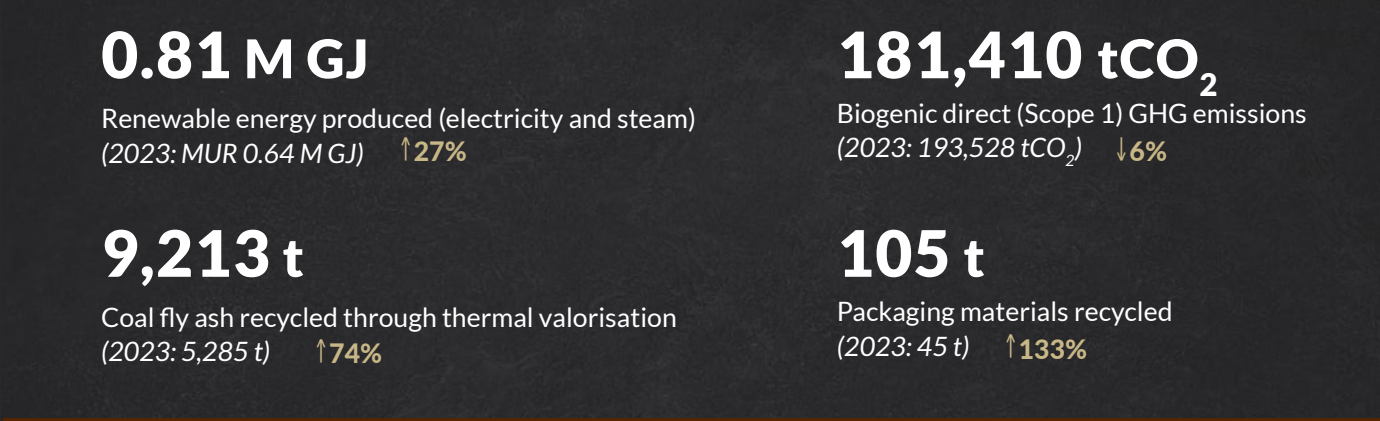 0.81 M GJ
Renewable energy produced (electricity and steam)
(2023: MUR 0.64 M GJ) ↑27%
181,410 tCO₂
Biogenic direct (Scope 1) GHG emissions
(2023: 193,528 tCO₂) ↓6%
9,213 t
Coal fly ash recycled through thermal valorisation
(2023: 5,285 t) ↑74%
105 t
Packaging materials recycled
(2023: 45 t) ↑133%